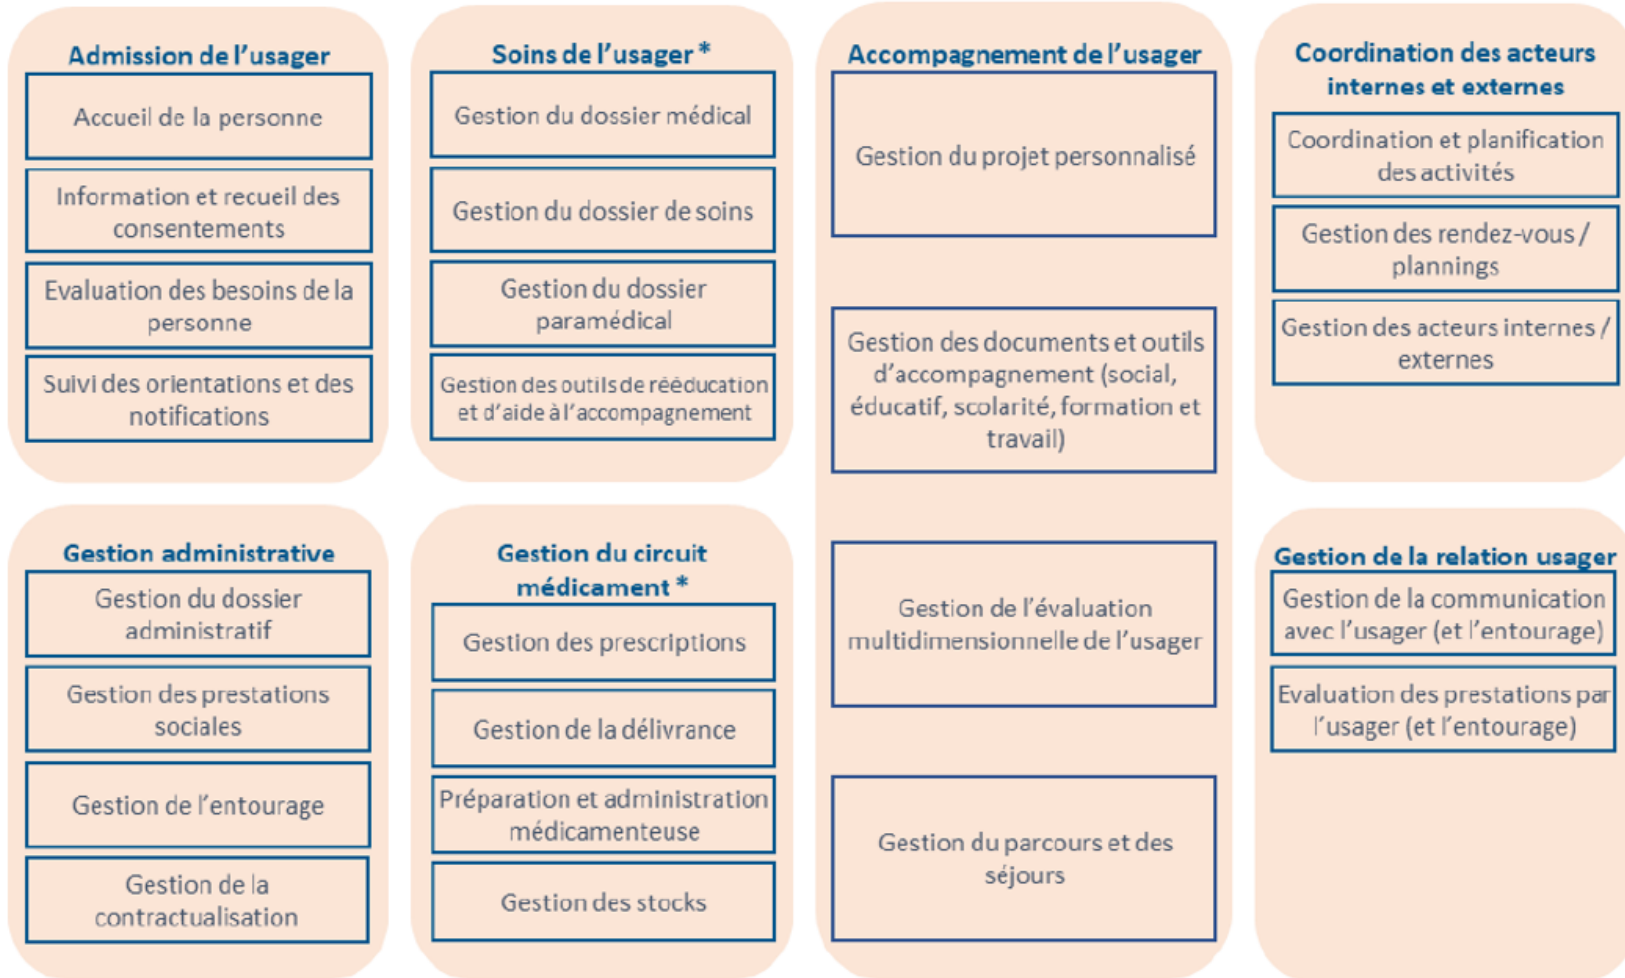 Admission de l'usager
Accueil de la personne
Information et recueil des
consentements
Evaluation des besoins de la
personne
Suivi des orientations et des
notifications
Soins de l'usager *
Gestion du dossier médical
Gestion du dossier de soins
Gestion du dossier
paramédical
Gestion des outils de rééducation
et d'aide à l'accompagnement
Accompagnement de l'usager
Gestion du projet personnalisé
Gestion des documents et outils
d'accompagnement (social,
éducatif, scolarité, formation et
travail)
Gestion de l'évaluation
multidimensionnelle de l'usager
Gestion du parcours et des
séjours
Coordination des acteurs
internes et externes
Coordination et planification
des activités
Gestion des rendez-vous /
plannings
Gestion des acteurs internes /
externes
Gestion administrative
Gestion du dossier
administratif
Gestion des prestations
sociales
Gestion de l'entourage
Gestion de la
contractualisation
Gestion du circuit
médicament *
Gestion des prescriptions
Gestion de la délivrance
Préparation et administration
médicamenteuse
Gestion des stocks
Gestion de la relation usager
Gestion de la communication
avec l'usager (et l'entourage)
Evaluation des prestations par
l'usager (et l'entourage)